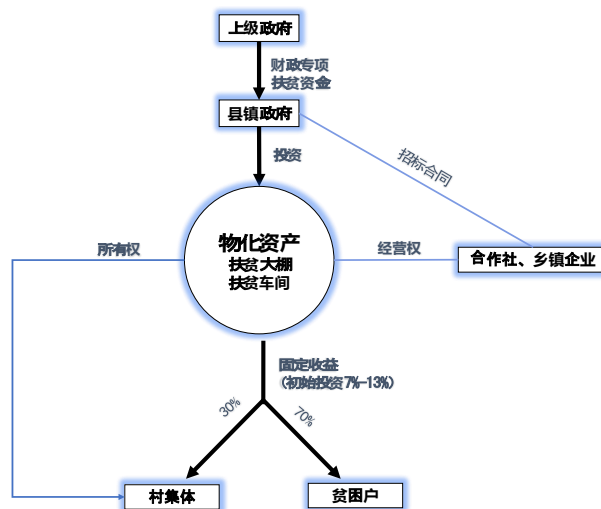 上级政府
财政专项
扶贫资金
县镇政府
投资
招标合同
所有权
物化资产
扶贫大棚
扶贫车间
经营权
合作社、乡镇企业
固定收益
(初始投资7%-13%)
30%
70%
村集体
贫困户